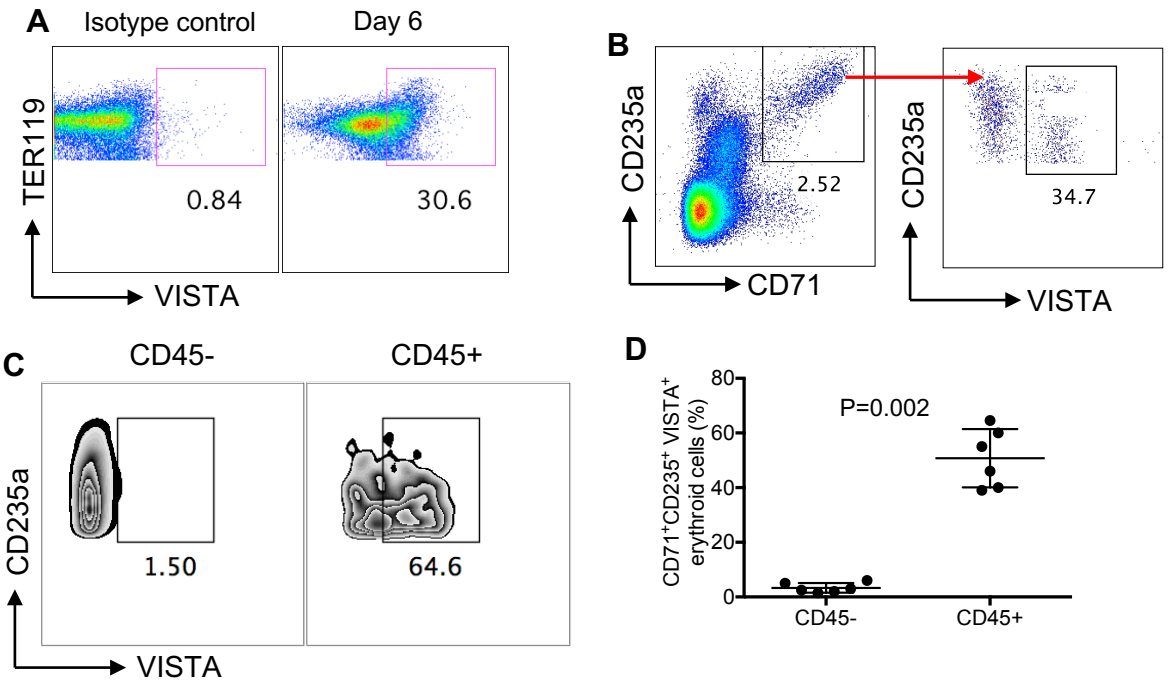 A
Isotype control
Day 6
TER119
0.84
30.6
VISTA
B
CD235a
2.52
CD71
CD235a
34.7
VISTA
C
CD45-
CD45+
CD235a
1.50
64.6
VISTA
D
CD71⁺CD235⁺ VISTA⁺
erythroid cells (%)
80
60
40
20
0
P=0.002
CD45-
CD45+